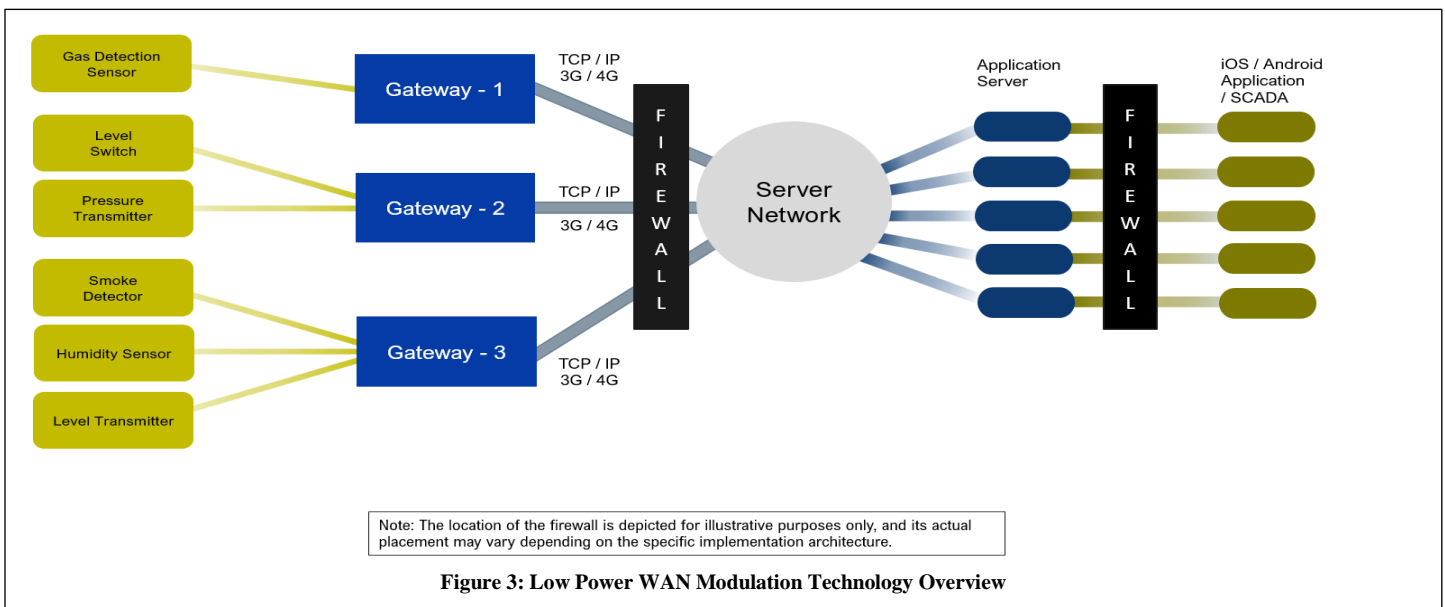 Gas Detection
Sensor
Level
Switch
Pressure
Transmitter
Smoke
Detector
Humidity Sensor
Level Transmitter
Gateway - 1
Gateway - 2
Gateway - 3
TCP / IP
3G / 4G
TCP / IP
3G / 4G
TCP / IP
3G / 4G
F
I
R
E
W
A
L
L
Server
Network
Application
Server
F
I
R
E
W
A
L
L
iOS / Android
Application
/ SCADA
Note: The location of the firewall is depicted for illustrative purposes only, and its actual
placement may vary depending on the specific implementation architecture.
Figure 3: Low Power WAN Modulation Technology Overview